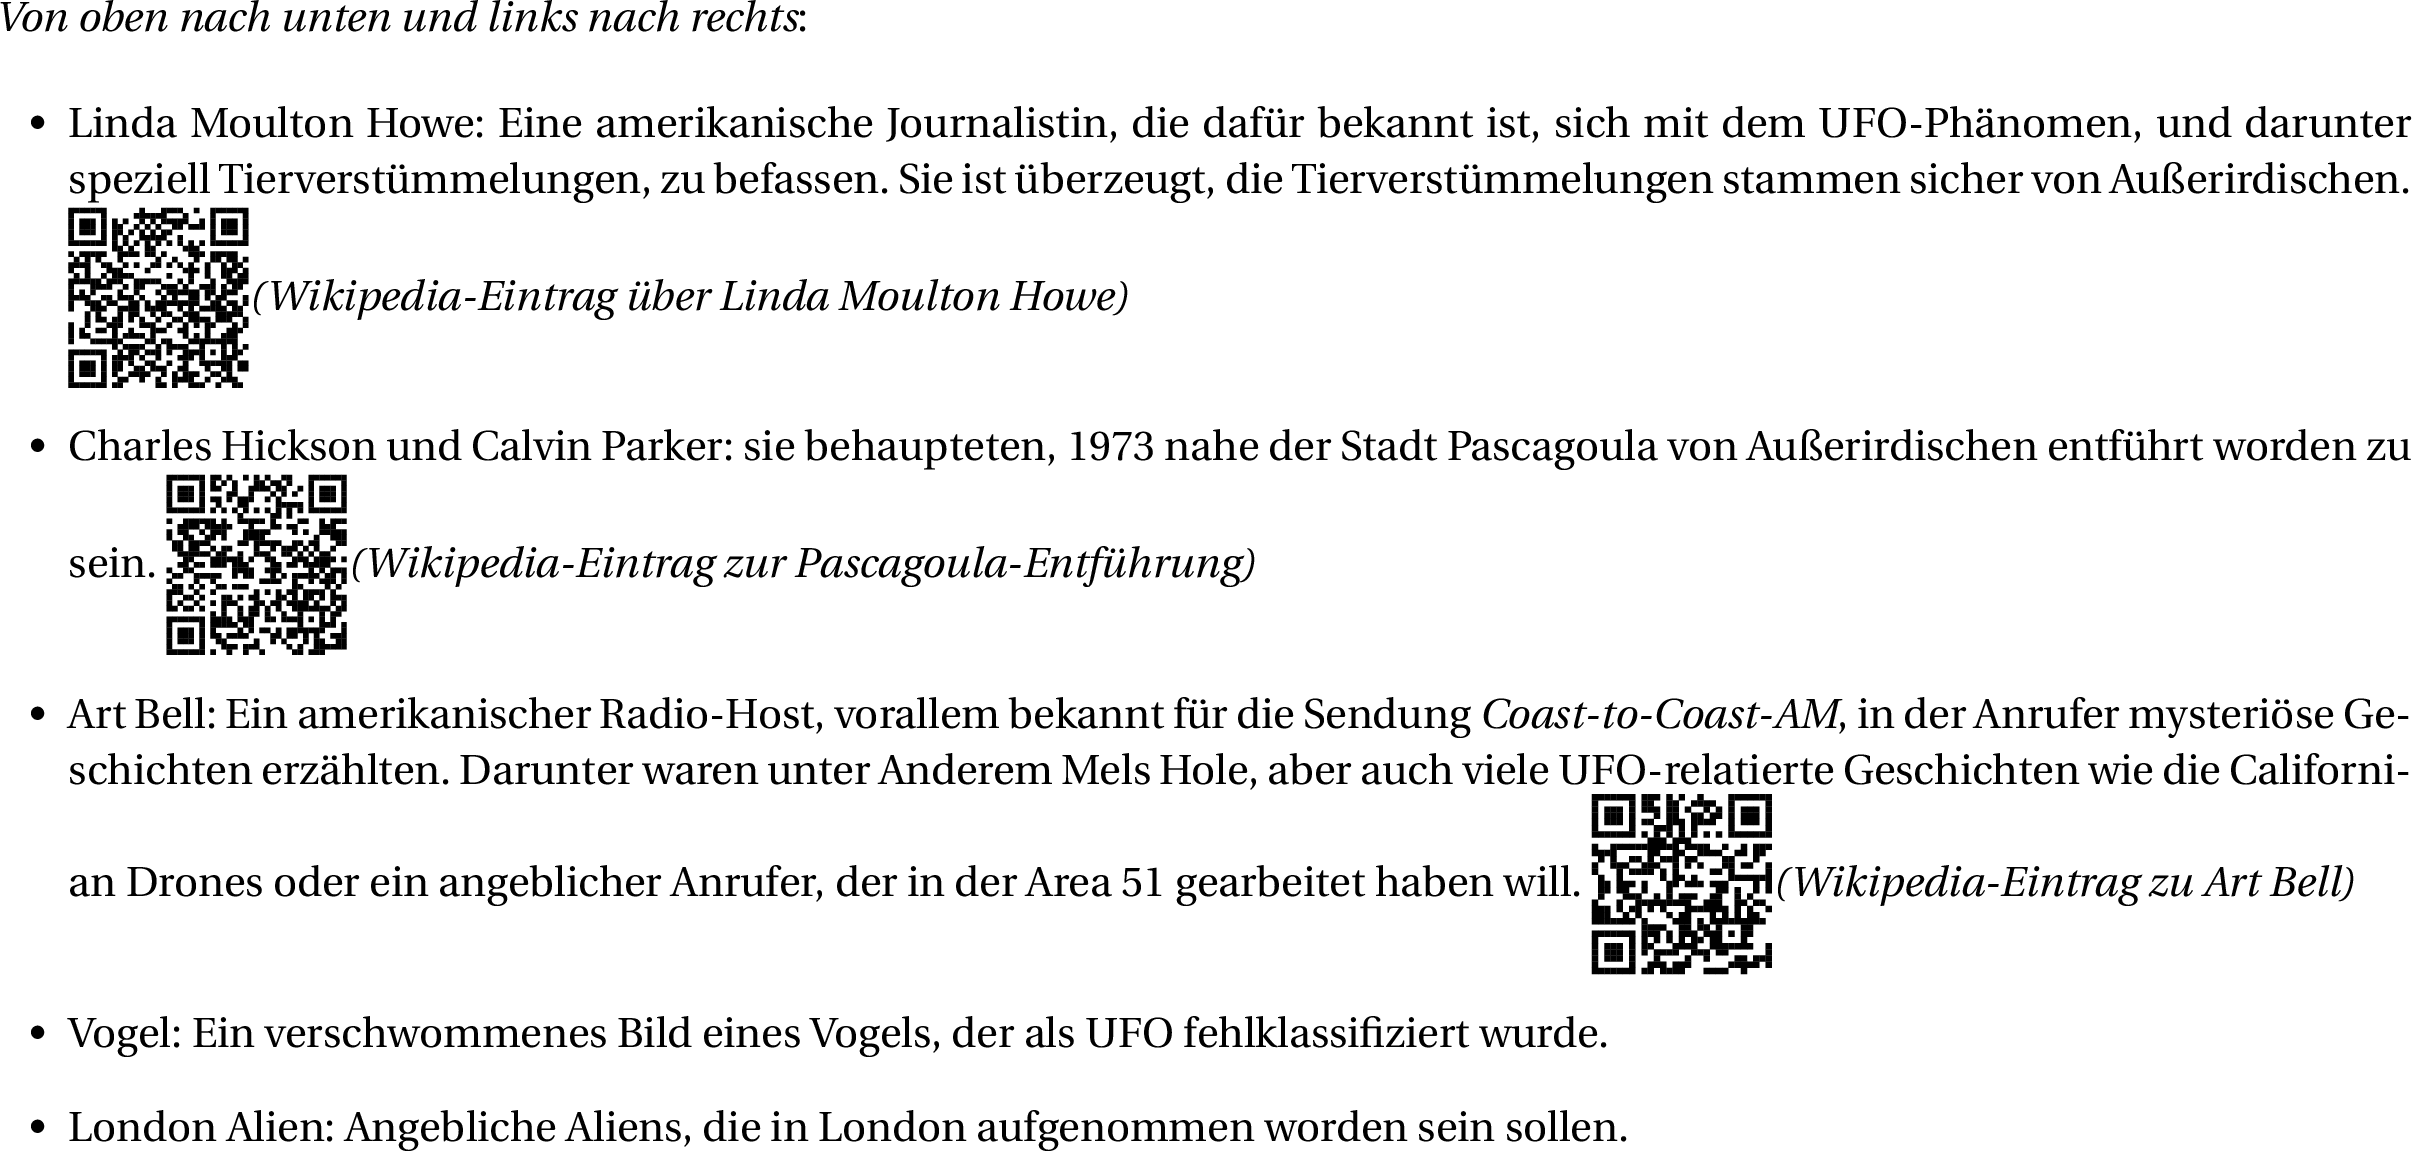 Von oben nach unten und links nach rechts:
• Linda Moulton Howe: Eine amerikanische Journalistin, die dafür bekannt ist, sich mit dem UFO-Phänomen, und darunter
speziell Tierverstümmelungen, zu befassen. Sie ist überzeugt, die Tierverstümmelungen stammen sicher von Außerirdischen.
(Wikipedia-Eintrag über Linda Moulton Howe)
• Charles Hickson und Calvin Parker: sie behaupteten, 1973 nahe der Stadt Pascagoula von Außerirdischen entführt worden zu
sein. (Wikipedia-Eintrag zur Pascagoula-Entführung)
• Art Bell: Ein amerikanischer Radio-Host, vorallem bekannt für die Sendung Coast-to-Coast-AM, in der Anrufer mysteriöse Ge-
schichten erzählten. Darunter waren unter Anderem Mels Hole, aber auch viele UFO-relatierte Geschichten wie die Californi-
an Drones oder ein angeblicher Anrufer, der in der Area 51 gearbeitet haben will. (Wikipedia-Eintrag zu Art Bell)
• Vogel: Ein verschwommenes Bild eines Vogels, der als UFO fehlklassifiziert wurde.
• London Alien: Angebliche Aliens, die in London aufgenommen worden sein sollen.